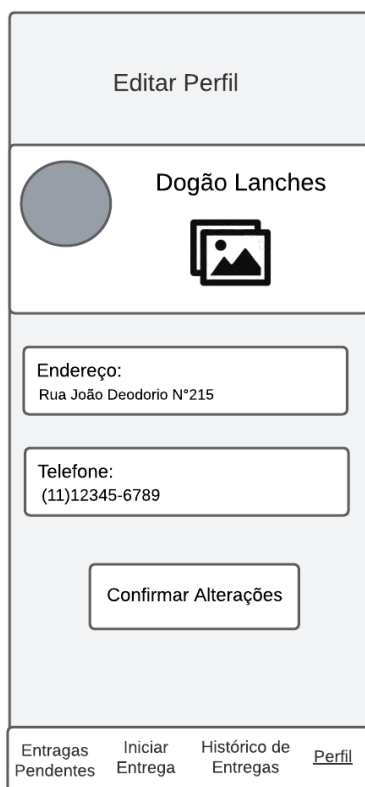 Editar Perfil
Dogão Lanches
Endereço:
Rua João Deodorio N°215
Telefone:
(11)12345-6789
Confirmar Alterações
Entragas
Pendentes
Iniciar
Entrega
Histórico de
Entregas
Perfil